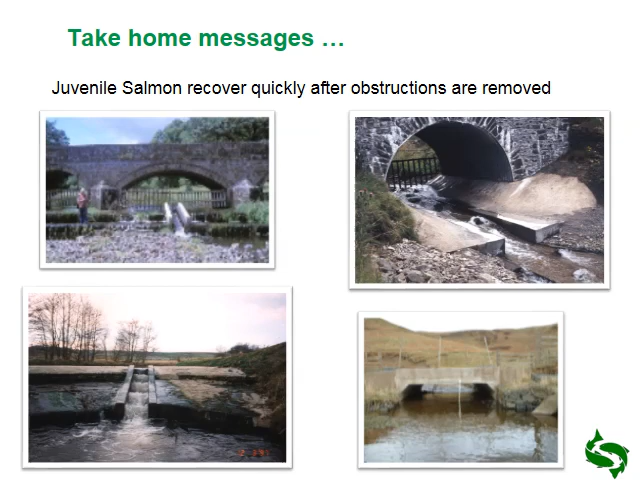 Take home messages …
Juvenile Salmon recover quickly after obstructions are removed